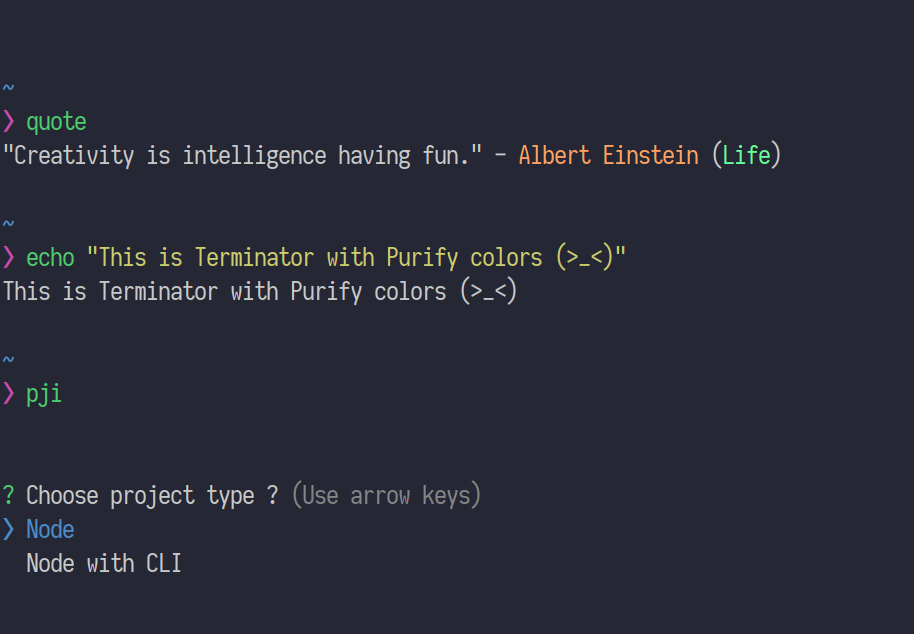 ~
❯ quote
"Creativity is intelligence having fun." - Albert Einstein (Life)
~
❯ echo "This is Terminator with Purify colors (>_<)"
This is Terminator with Purify colors (>_<)
~
❯ pji
? Choose project type ? (Use arrow keys)
❯ Node
Node with CLI